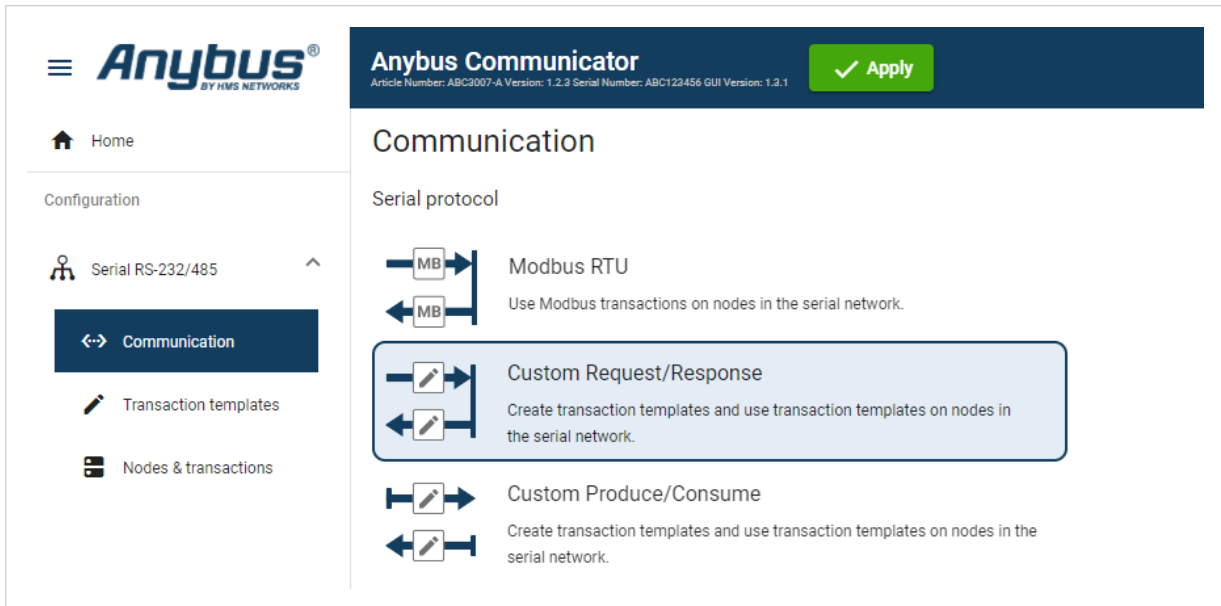 Anybus®
BY HMS NETWORKS
Anybus Communicator
Article Number: ABC3007-A Version: 1.2.3 Serial Number: ABC123456 GUI Version: 1.3.1
Apply
Home
Configuration
Serial RS-232/485
Communication
Transaction templates
Nodes & transactions
Communication
Serial protocol
MB
MB
Modbus RTU
Use Modbus transactions on nodes in the serial network.
Custom Request/Response
Create transaction templates and use transaction templates on nodes in
the serial network.
Custom Produce/Consume
Create transaction templates and use transaction templates on nodes in the
serial network.